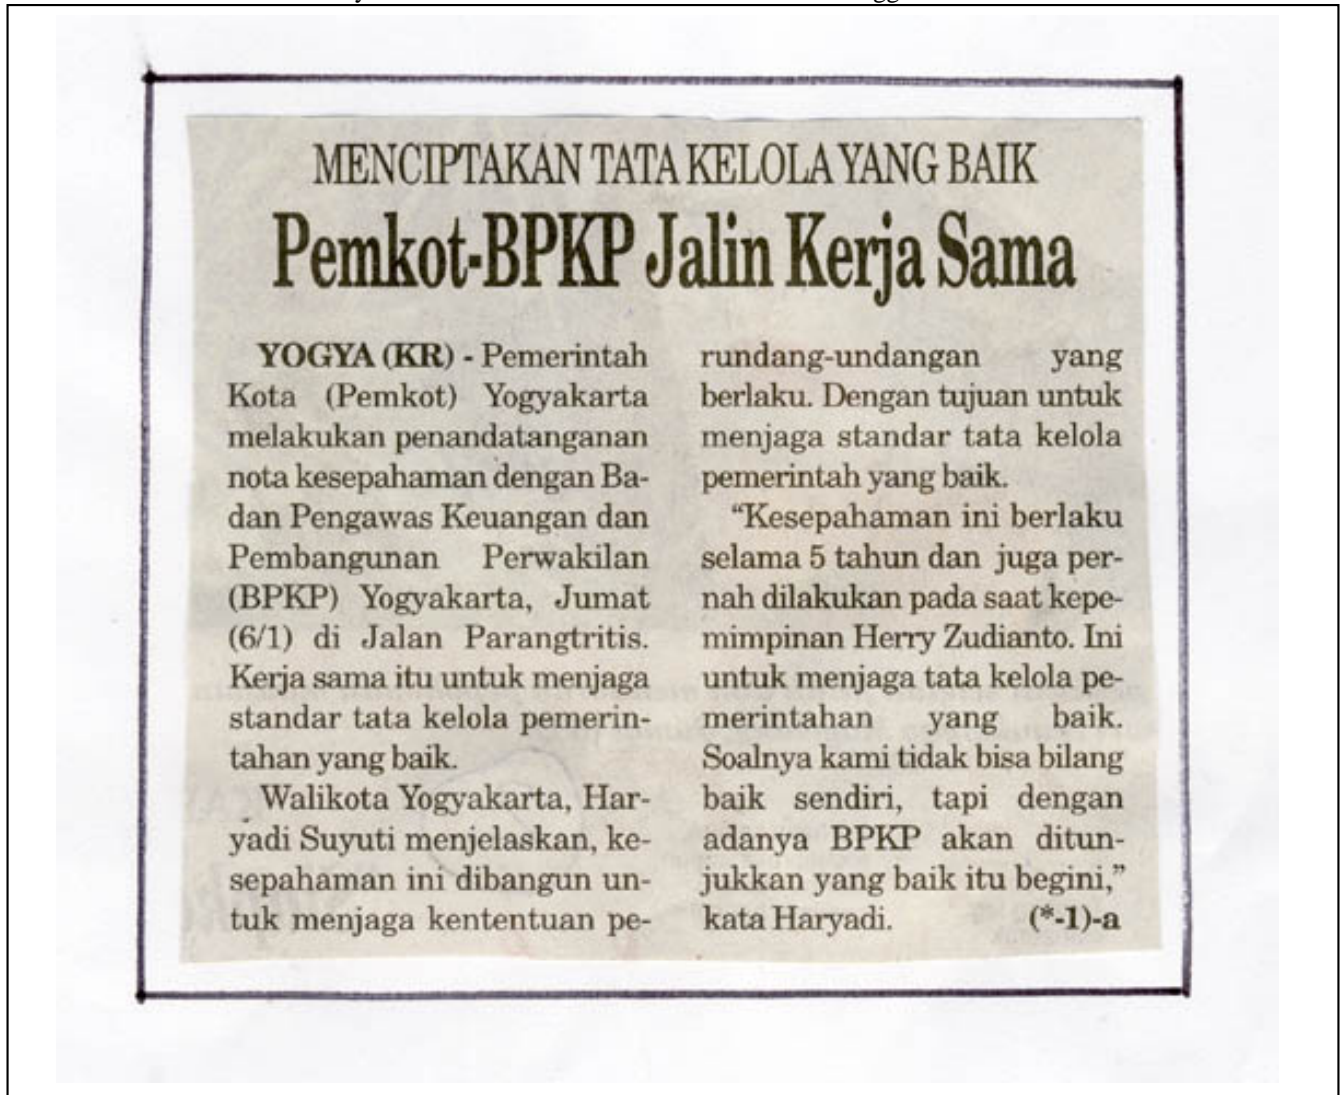 MENCIPTAKAN TATA KELOLA YANG BAIK
Pemkot-BPKP Jalin Kerja Sama
YOGYA (KR) - Pemerintah
Kota (Pemkot) Yogyakarta
melakukan penandatanganan
nota kesepahaman dengan Ba-
dan Pengawas Keuangan dan
Pembangunan Perwakilan
(BPKP) Yogyakarta, Jumat
(6/1) di Jalan Parangtritis.
Kerja sama itu untuk menjaga
standar tata kelola pemerin-
tahan yang baik.
Walikota Yogyakarta, Har-
yadi Suyuti menjelaskan, ke-
sepahaman ini dibangun un-
tuk menjaga kententuan pe-
rundang-undangan yang
berlaku. Dengan tujuan untuk
menjaga standar tata kelola
pemerintah yang baik.
“Kesepahaman ini berlaku
selama 5 tahun dan juga per-
nah dilakukan pada saat kepe-
mimpinan Herry Zudianto. Ini
untuk menjaga tata kelola pe-
merintahan yang baik.
Soalnya kami tidak bisa bilang
baik sendiri, tapi dengan
adanya BPKP akan ditun-
jukkan yang baik itu begini,”
kata Haryadi. (*-1)-a